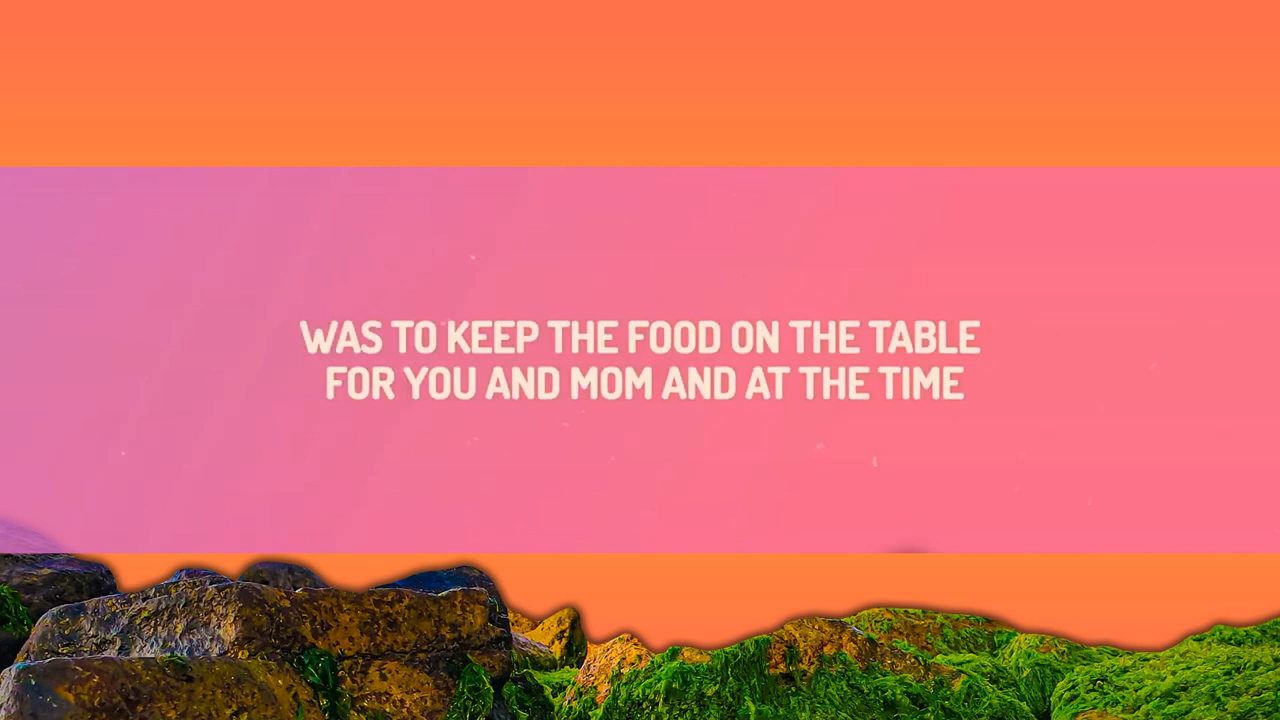 WAS TO KEEP THE FOOD ON THE TABLE
FOR YOU AND MOM AND AT THE TIME